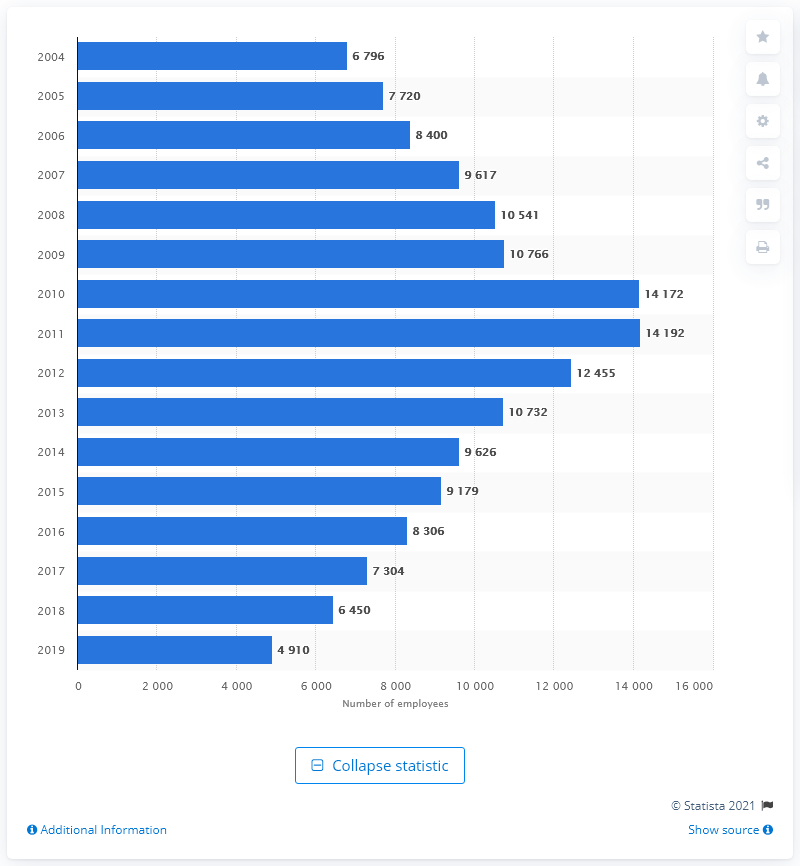 2004 6 796
2005 7 720
2006 8 400
2007 9 617
2008 10 541
2009 10 766
2010 14 172
2011 14 192
2012 12 455
2013 10 732
2014 9 626
2015 9 179
2016 8 306
2017 7 304
2018 6 450
2019 4 910
0 2 000 4 000 6 000 8 000 10 000 12 000 14 000 16 000
Number of employees
Collapse statistic
© Statista 2021
Additional Information Show source